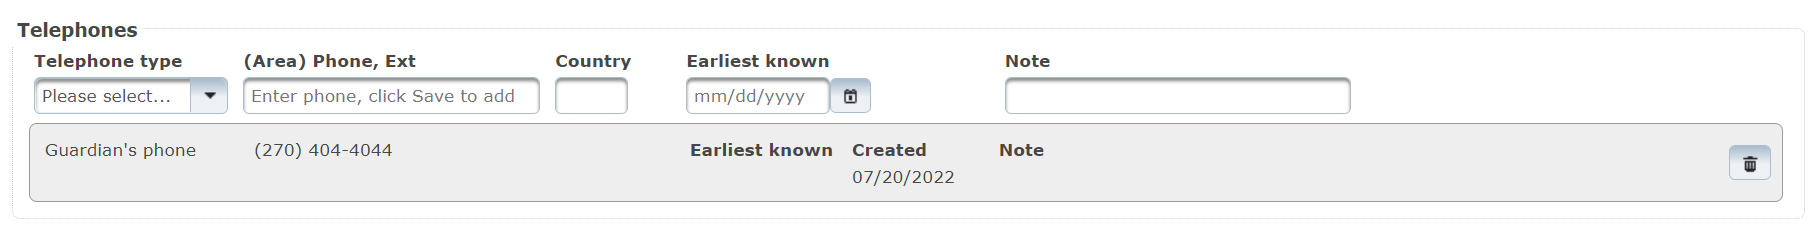 Telephones
Telephone type (Area) Phone, Ext Country Earliest known Note
Please select... Enter phone, click Save to add mm/dd/yyyy
Guardian's phone (270) 404-4044 Earliest known Created Note
07/20/2022